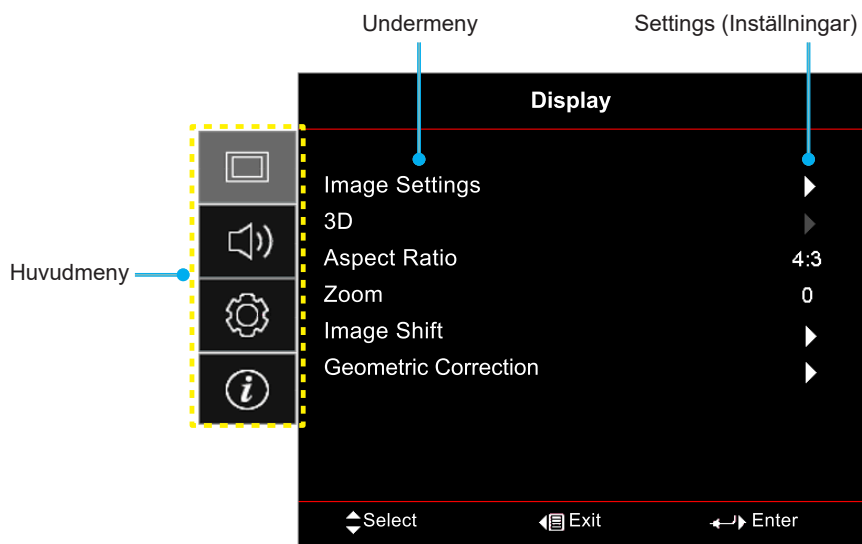 Undermeny
Settings (Inställningar)
Display
Image Settings
3D
Aspect Ratio 4:3
Zoom 0
Image Shift
Geometric Correction
Huvudmeny
Select Exit Enter